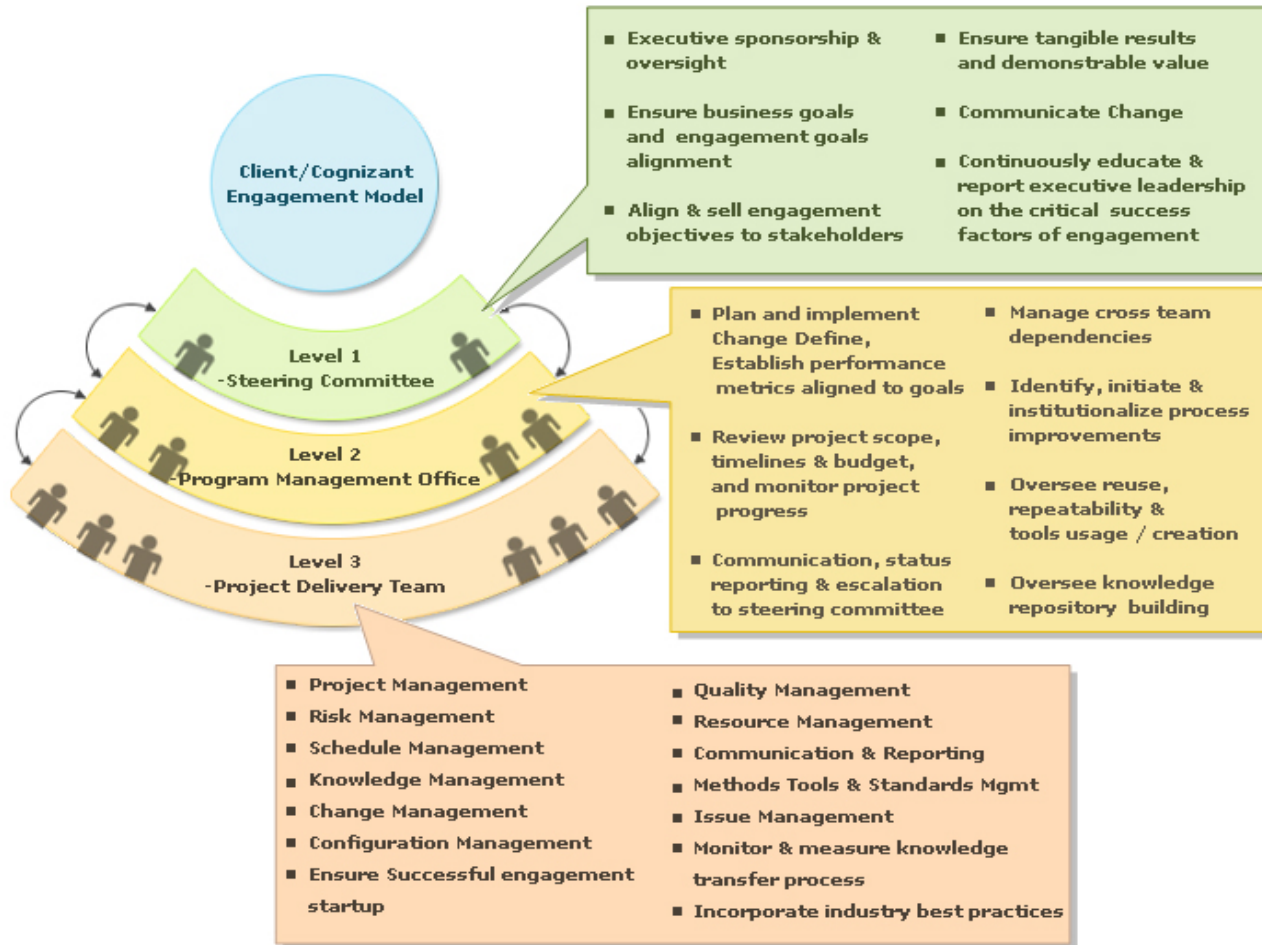 Client/Cognizant
Engagement Model
Level 1
-Steering Committee
Level 2
-Program Management Office
Level 3
-Project Delivery Team
■ Executive sponsorship &
oversight
■ Ensure business goals
and engagement goals
alignment
■ Align & sell engagement
objectives to stakeholders
■ Ensure tangible results
and demonstrable value
■ Communicate Change
■ Continuously educate &
report executive leadership
on the critical success
factors of engagement
■ Plan and implement
Change Define,
Establish performance
metrics aligned to goals
■ Review project scope,
timelines & budget,
and monitor project
progress
■ Communication, status
reporting & escalation
to steering committee
■ Manage cross team
dependencies
■ Identify, initiate &
institutionalize process
improvements
■ Oversee reuse,
repeatability &
tools usage / creation
■ Oversee knowledge
repository building
■ Project Management
■ Risk Management
■ Schedule Management
■ Knowledge Management
■ Change Management
■ Configuration Management
■ Ensure Successful engagement
startup
■ Quality Management
■ Resource Management
■ Communication & Reporting
■ Methods Tools & Standards Mgmt
■ Issue Management
■ Monitor & measure knowledge
transfer process
■ Incorporate industry best practices